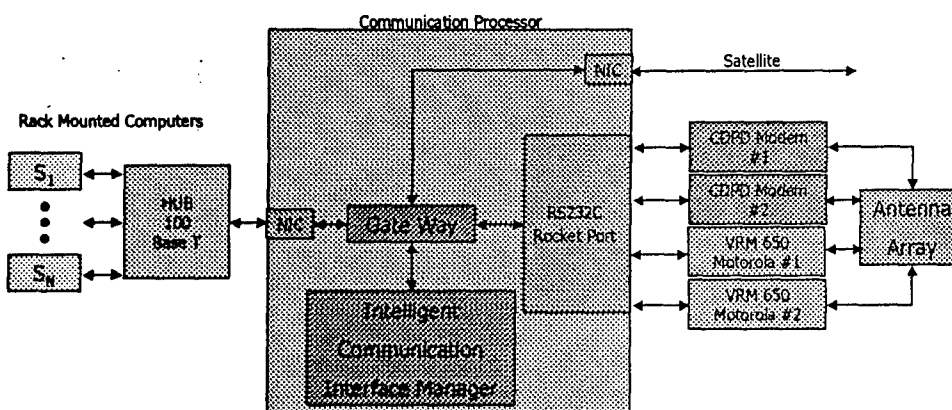 Communication Processor
NIC
Satellite
Rack Mounted Computers
S1
SN
HUB
100
Base T
NIC
Gate Way
RS232C
Rocket Port
CDPD Modem
#1
CDPD Modem
#2
VRM 650
Motorola #1
VRM 650
Motorola #2
Antenna
Array
Intelligent
Communication
Interface Manager